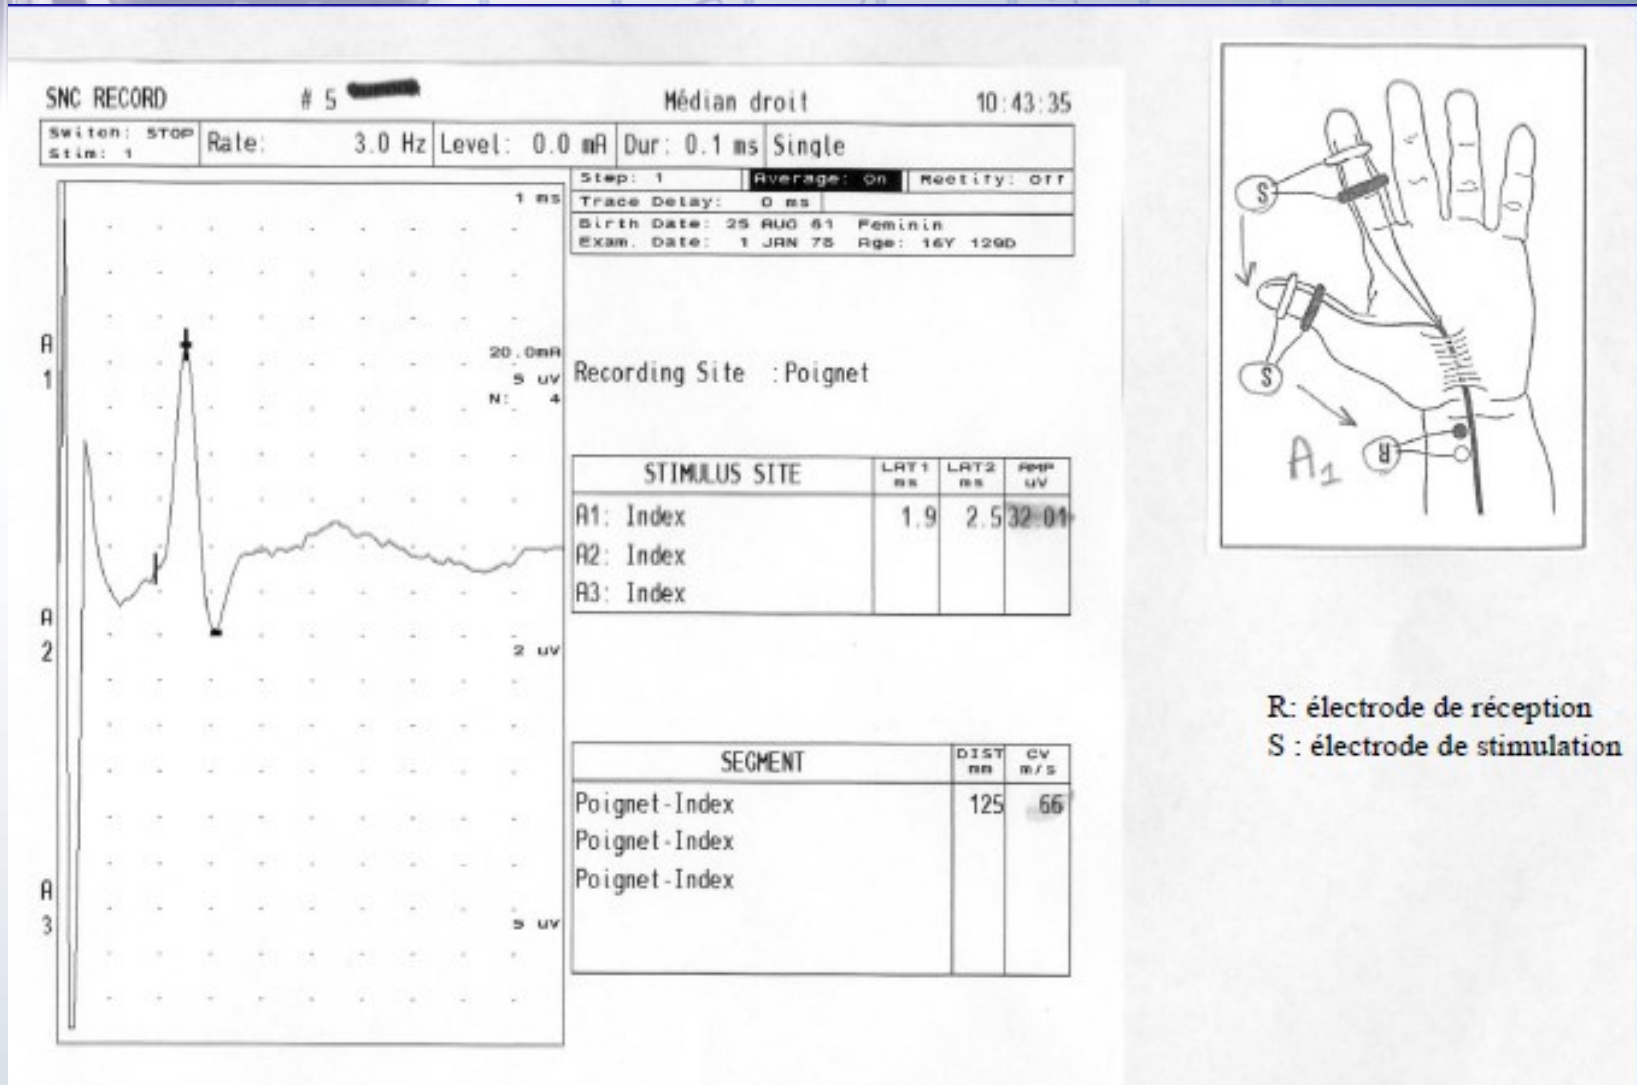 SNC RECORD # 5 Médian droit 10:43:35
Switch: STOP Rate: 3.0 Hz Level: 0.0 mA Dur: 0.1 ms Single
Stim: 1
Step: 1 Average: On Rectify: Off
Trace Delay: 0 ms
Birth Date: 25 AUG 61 Feminin
Exam. Date: 1 JAN 78 Age: 16Y 129D
1 ms
A
1
20.0mA
5 uV
N: 4
Recording Site :Poignet
STIMULUS SITE LAT1 ms LAT2 ms AMP uV
A1: Index 1.9 2.5 32.01
A2: Index
A3: Index
A
2
2 uV
SEGMENT DIST mm CV m/s
Poignet-Index 125 66
Poignet-Index
Poignet-Index
A
3
5 uV
S
S
A1
R
R: électrode de réception
S : électrode de stimulation